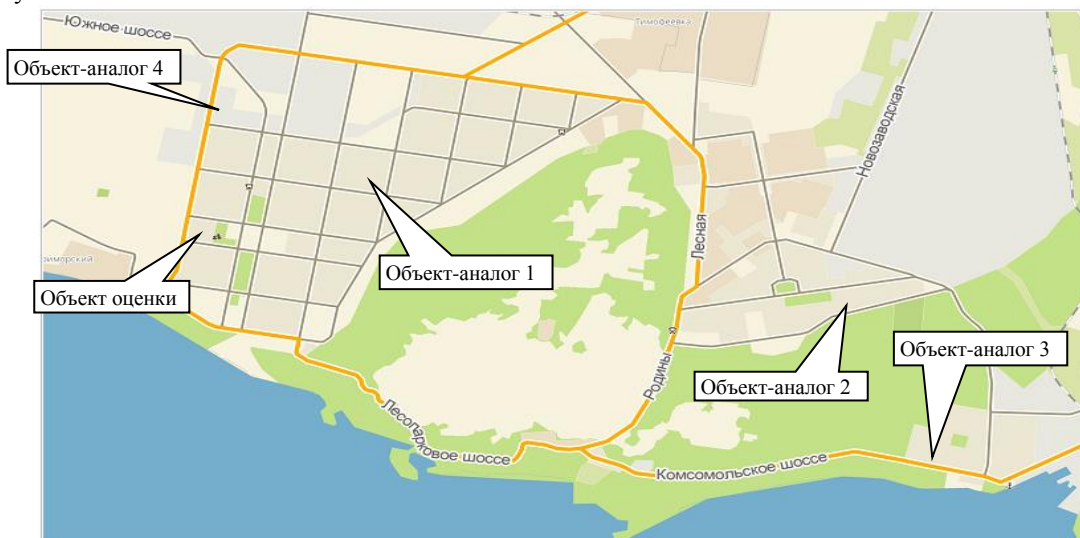 у
Южное шоссе
Тимофеевка
Объект-аналог 4
Новозаводская
Лесная
Объект-аналог 1
иморский
Объект оценки
Объект-аналог 3
Объект-аналог 2
Родины
Лесопарковое шоссе
Комсомольское шоссе